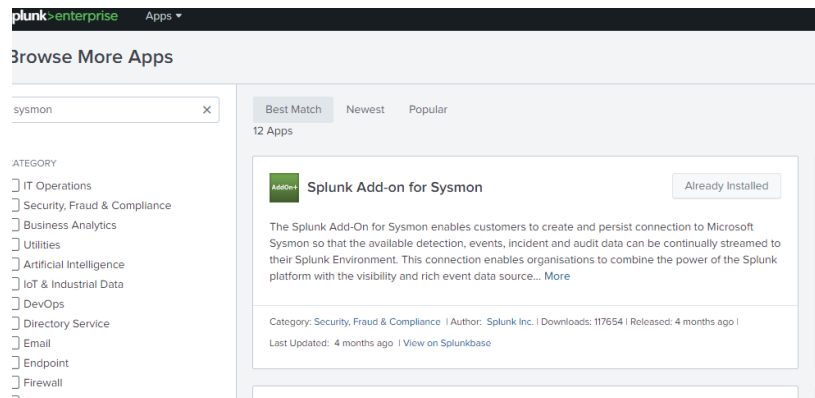 plunk>enterprise Apps ▾
Browse More Apps
sysmon ×
Best Match Newest Popular
12 Apps
CATEGORY
IT Operations
Security, Fraud & Compliance
Business Analytics
Utilities
Artificial Intelligence
IoT & Industrial Data
DevOps
Directory Service
Email
Endpoint
Firewall
AddOn+ Splunk Add-on for Sysmon Already Installed
The Splunk Add-On for Sysmon enables customers to create and persist connection to Microsoft
Sysmon so that the available detection, events, incident and audit data can be continually streamed to
their Splunk Environment. This connection enables organisations to combine the power of the Splunk
platform with the visibility and rich event data source... More
Category: Security, Fraud & Compliance | Author: Splunk Inc. | Downloads: 117654 | Released: 4 months ago |
Last Updated: 4 months ago | View on Splunkbase